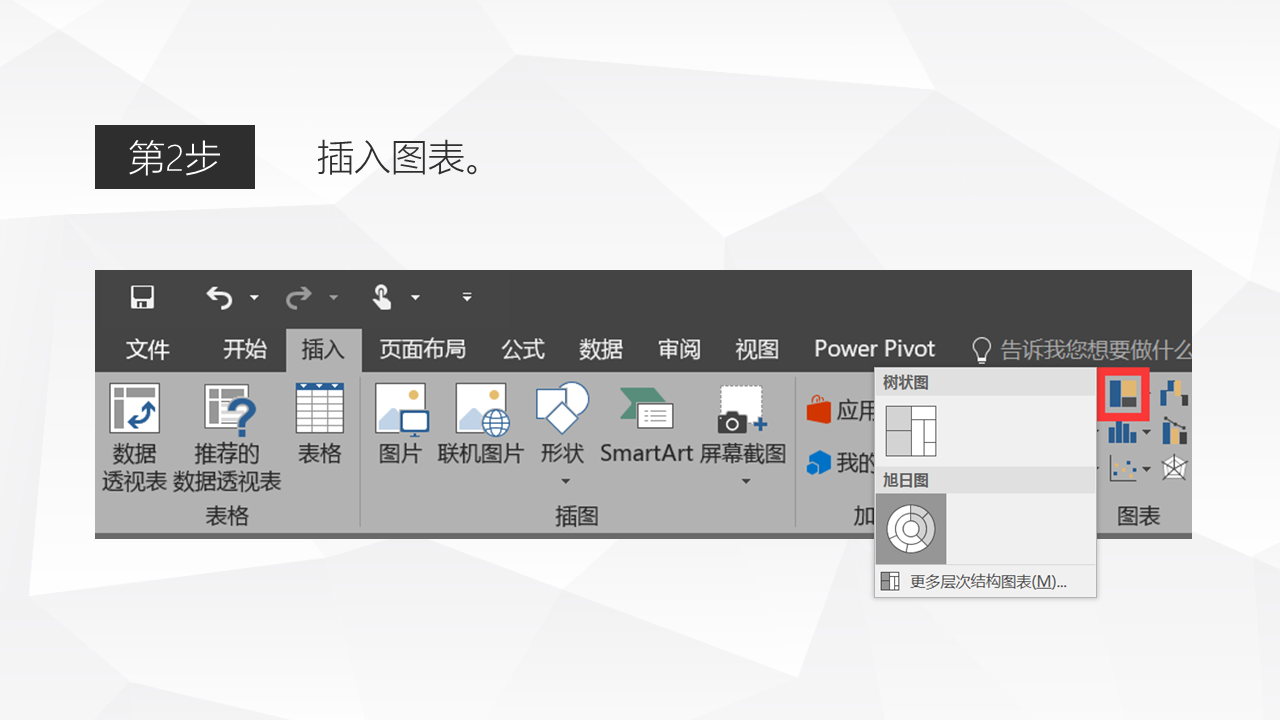 第2步
插入图表。
文件 开始 插入 页面布局 公式 数据 审阅 视图 Power Pivot 告诉我您想要做什么
树状图
应用
数据
透视表
推荐的
数据透视表
表格
图片
联机图片
形状
SmartArt
屏幕截图
我的
旭日图
表格
插图
加
图表
更多层次结构图表(M)...